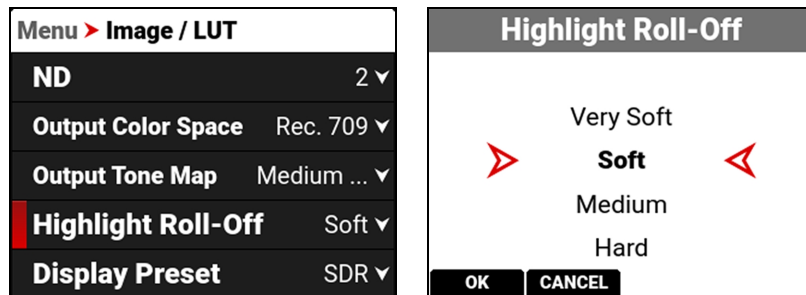 Menu > Image / LUT
ND 2
Output Color Space Rec. 709
Output Tone Map Medium ...
Highlight Roll-Off Soft
Display Preset SDR
Highlight Roll-Off
Very Soft
Soft
Medium
Hard
OK CANCEL